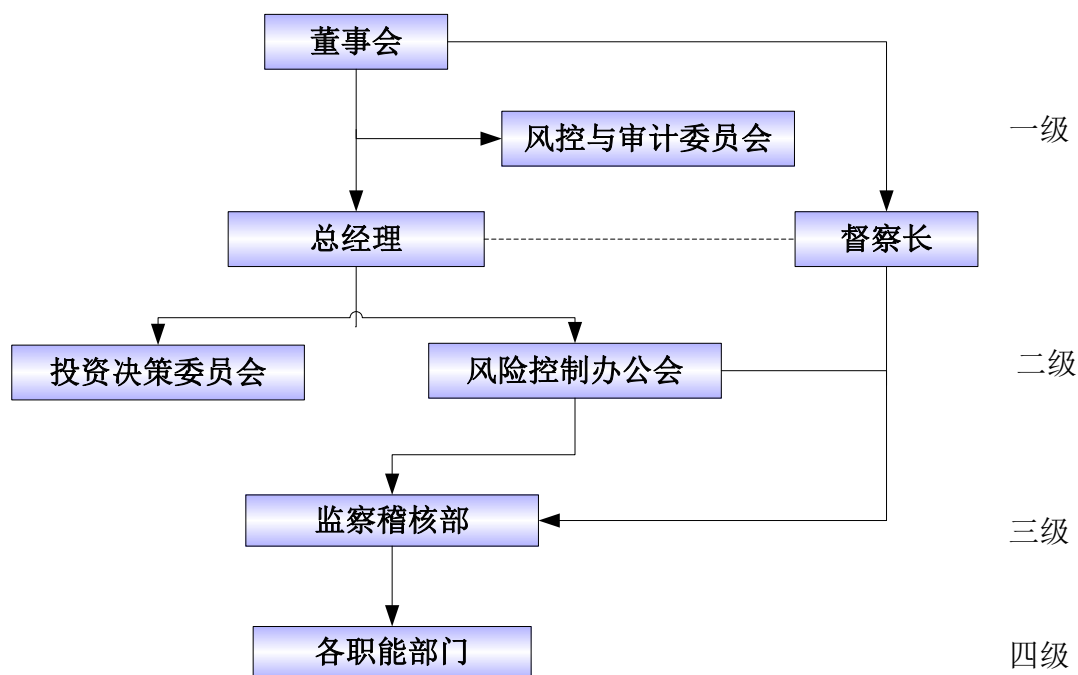 董事会
风控与审计委员会
一级
总经理
督察长
投资决策委员会
风险控制办公会
二级
监察稽核部
三级
各职能部门
四级